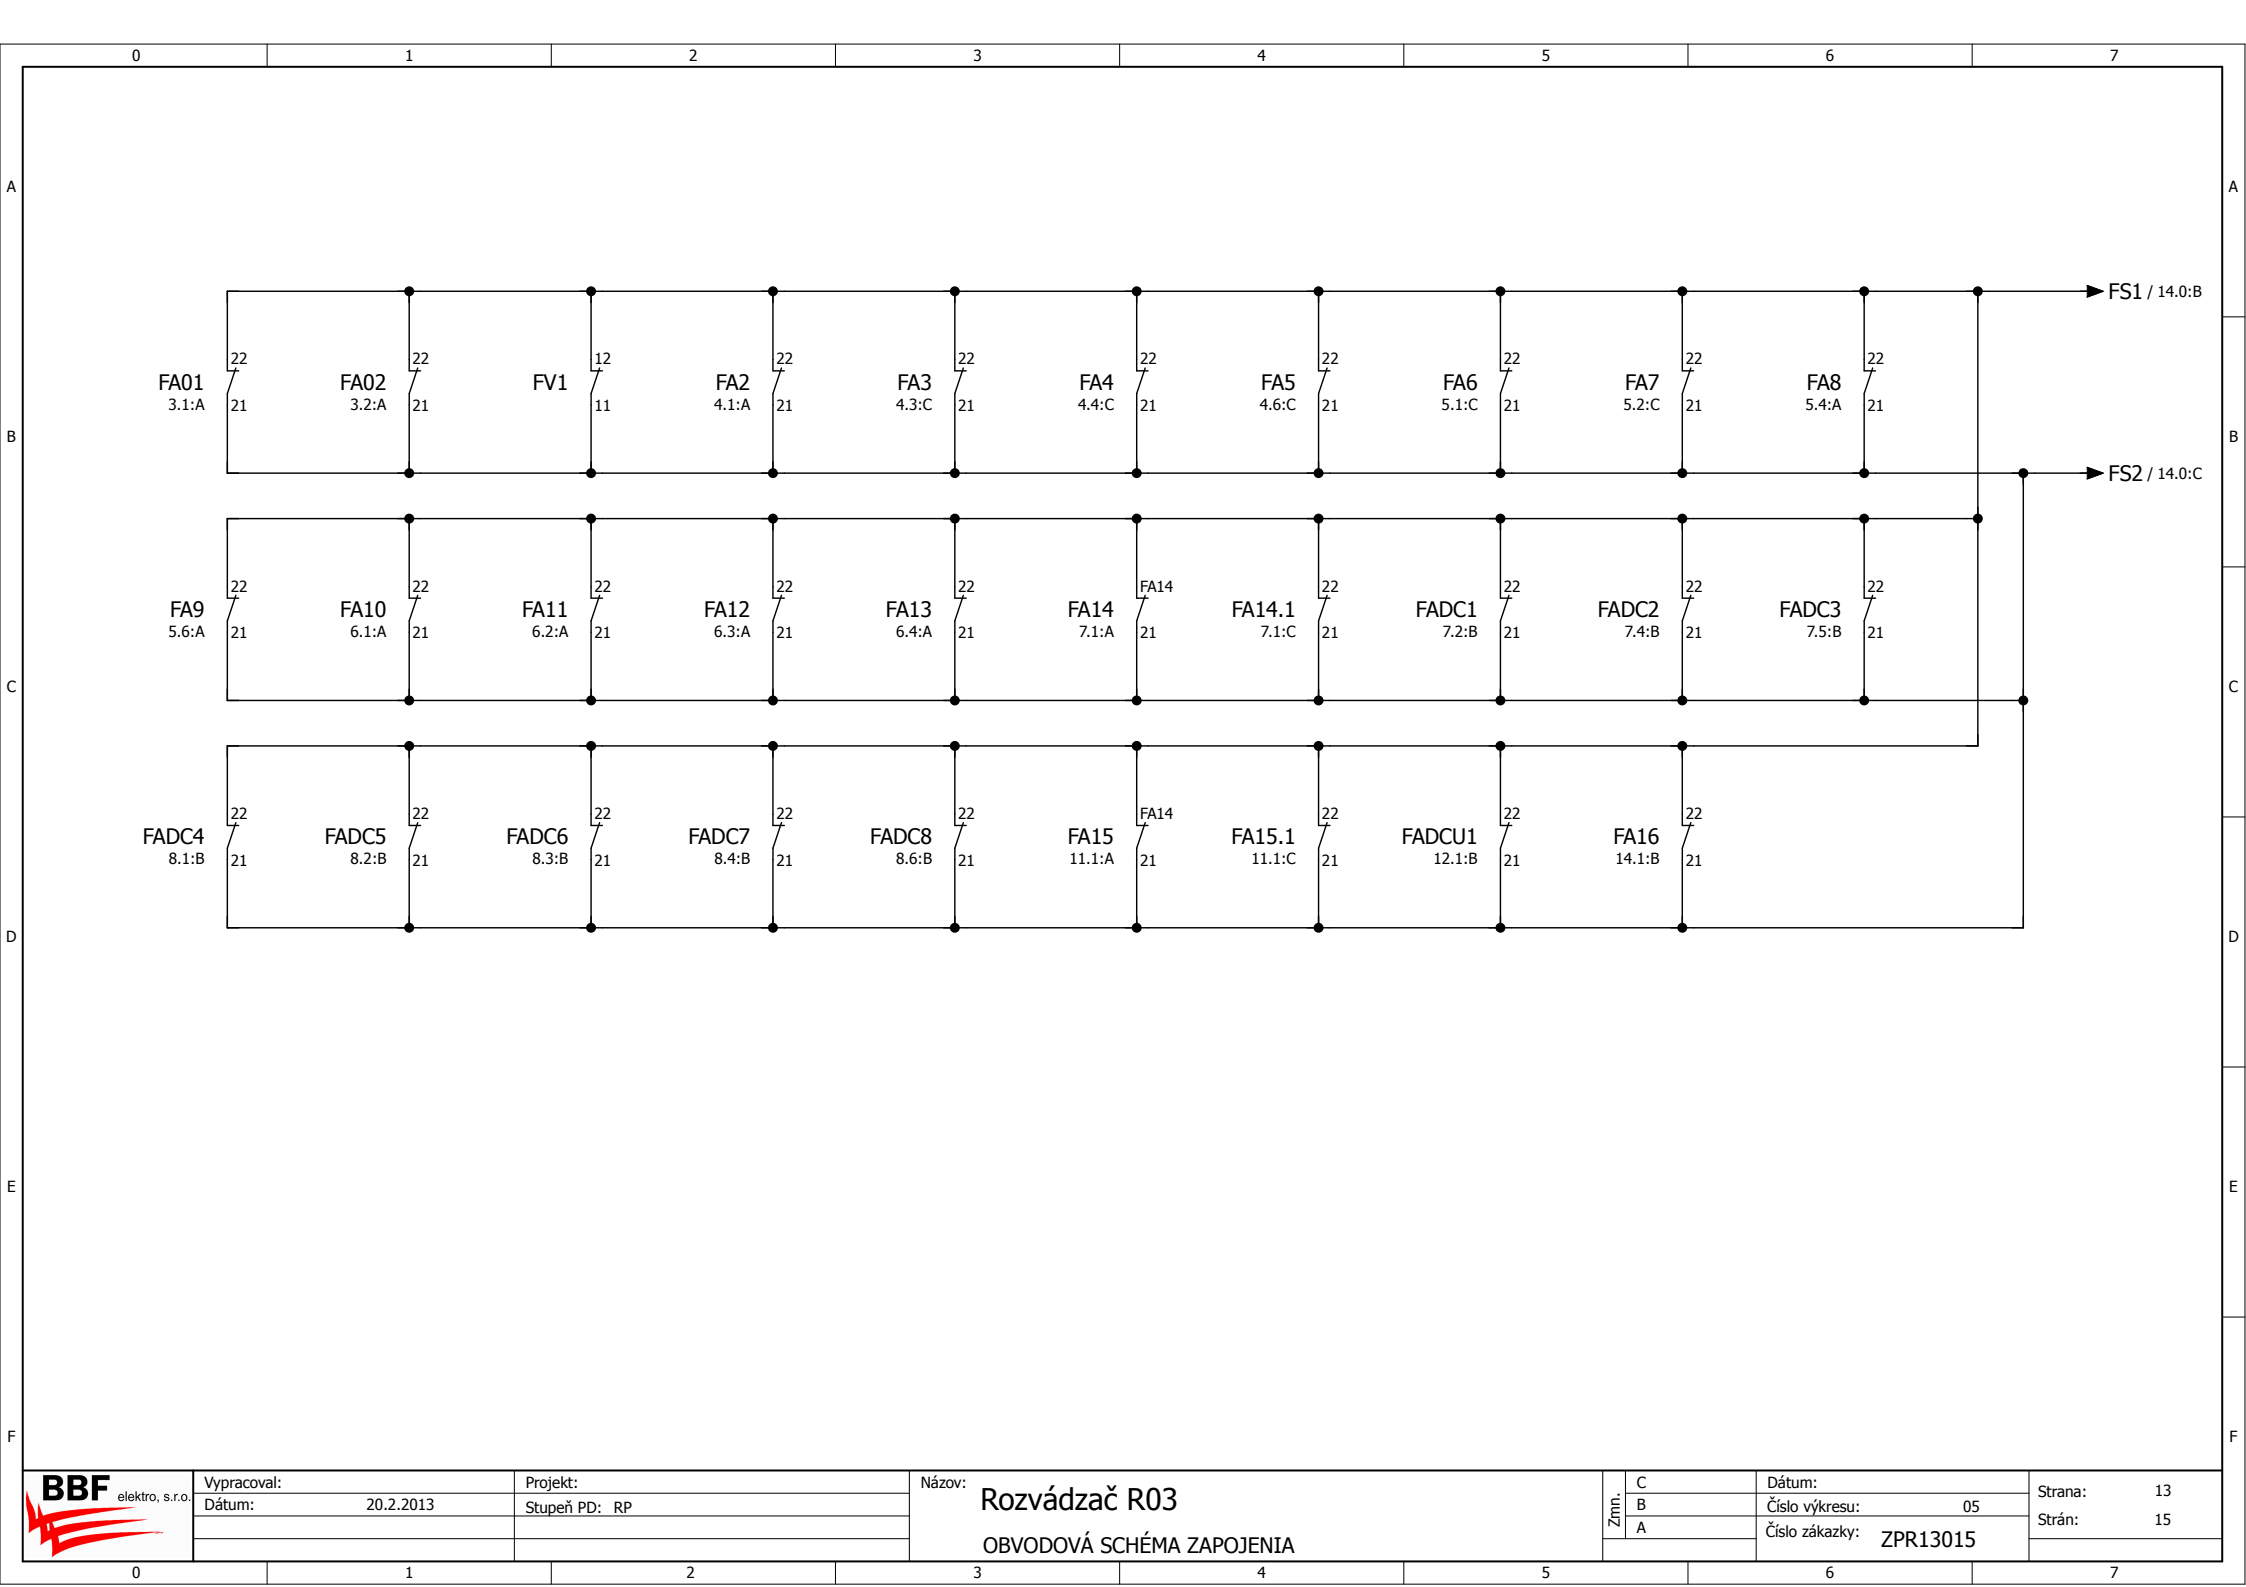 0 1 2 3 4 5 6 7
A A
FS1 / 14.0:B
22 22 12 22 22 22 22 22 22 22
FA01 FA02 FV1 FA2 FA3 FA4 FA5 FA6 FA7 FA8
3.1:A 21 3.2:A 21 11 4.1:A 21 4.3:C 21 4.4:C 21 4.6:C 21 5.1:C 21 5.2:C 21 5.4:A 21
B B
FS2 / 14.0:C
22 22 22 22 22 FA14 22 22 22 22
FA9 FA10 FA11 FA12 FA13 FA14 FA14.1 FADC1 FADC2 FADC3
5.6:A 21 6.1:A 21 6.2:A 21 6.3:A 21 6.4:A 21 7.1:A 21 7.1:C 21 7.2:B 21 7.4:B 21 7.5:B 21
C C
22 22 22 22 22 FA14 22 22 22
FADC4 FADC5 FADC6 FADC7 FADC8 FA15 FA15.1 FADCU1 FA16
8.1:B 21 8.2:B 21 8.3:B 21 8.4:B 21 8.6:B 21 11.1:A 21 11.1:C 21 12.1:B 21 14.1:B 21
D D
E E
F F
BBF elektro, s.r.o.
Vypracoval:
Dátum: 20.2.2013
Projekt:
Stupeň PD: RP
Názov: Rozvádzač R03
OBVODOVÁ SCHÉMA ZAPOJENIA
Zmn.
C
B
A
Dátum:
Číslo výkresu: 05
Číslo zákazky: ZPR13015
Strana: 13
Strán: 15
0 1 2 3 4 5 6 7